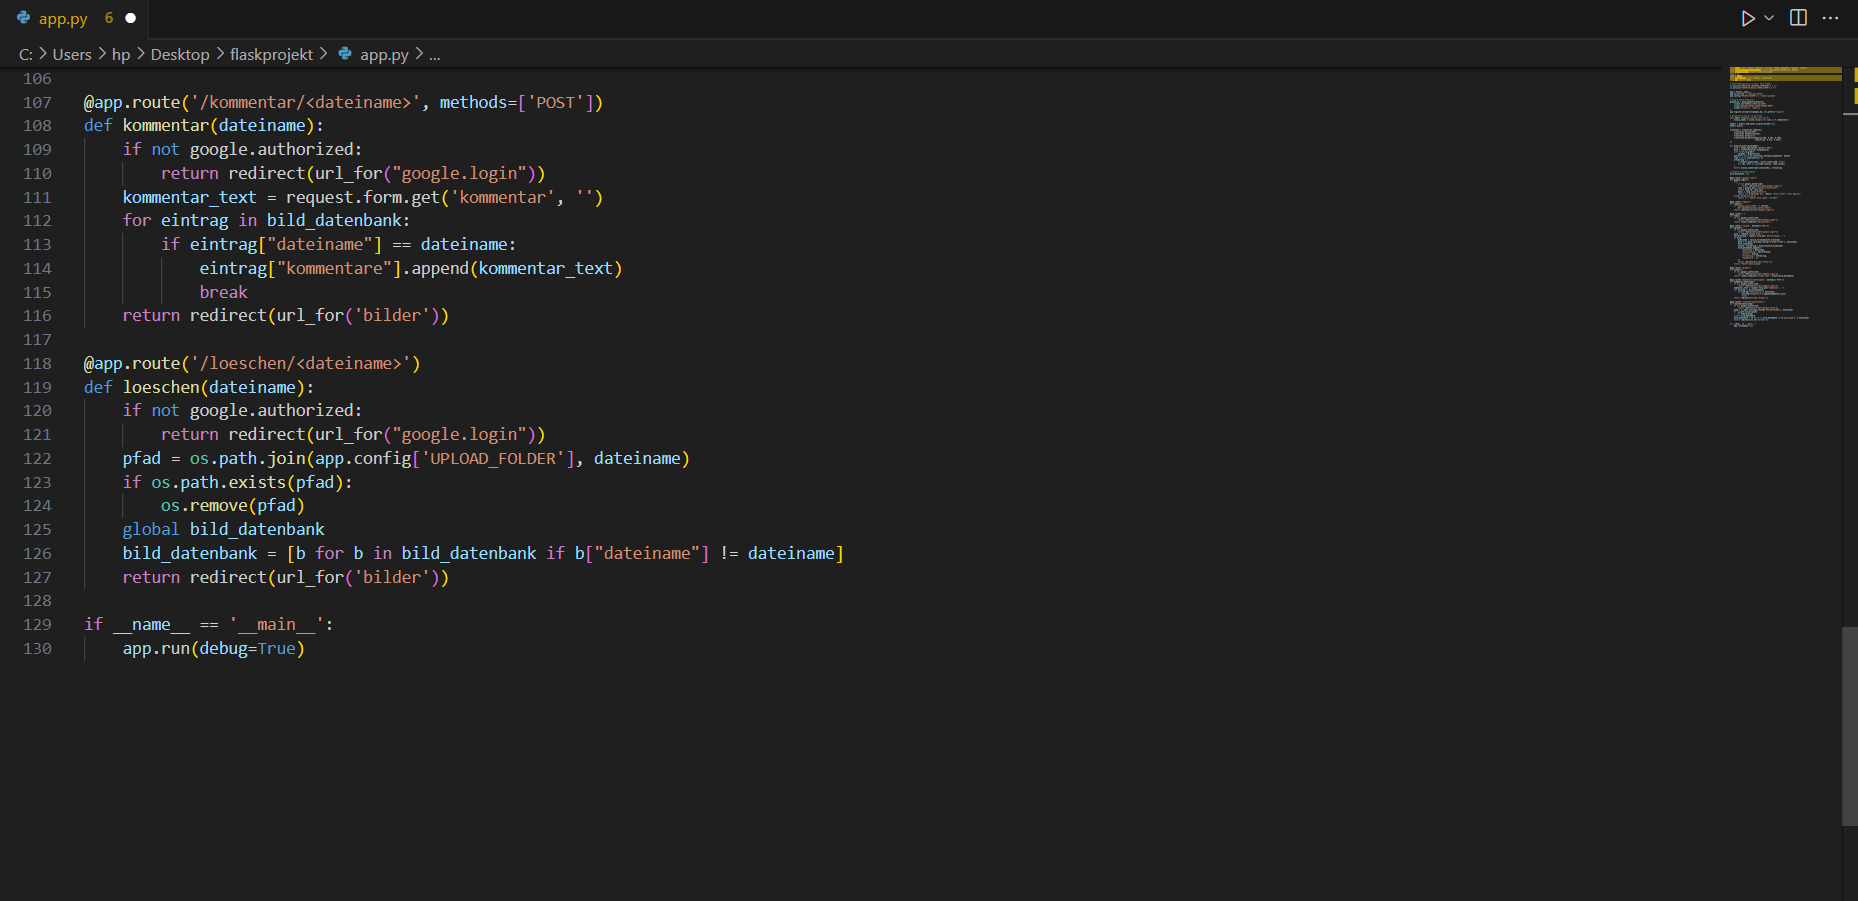 app.py 6
C: > Users > hp > Desktop > flaskprojekt > app.py > ...
106
107 @app.route('/kommentar/<dateiname>', methods=['POST'])
108 def kommentar(dateiname):
109     if not google.authorized:
110         return redirect(url_for("google.login"))
111     kommentar_text = request.form.get('kommentar', '')
112     for eintrag in bild_datenbank:
113         if eintrag["dateiname"] == dateiname:
114             eintrag["kommentare"].append(kommentar_text)
115             break
116     return redirect(url_for('bilder'))
117
118 @app.route('/loeschen/<dateiname>')
119 def loeschen(dateiname):
120     if not google.authorized:
121         return redirect(url_for("google.login"))
122     pfad = os.path.join(app.config['UPLOAD_FOLDER'], dateiname)
123     if os.path.exists(pfad):
124         os.remove(pfad)
125     global bild_datenbank
126     bild_datenbank = [b for b in bild_datenbank if b["dateiname"] != dateiname]
127     return redirect(url_for('bilder'))
128
129 if __name__ == '__main__':
130     app.run(debug=True)